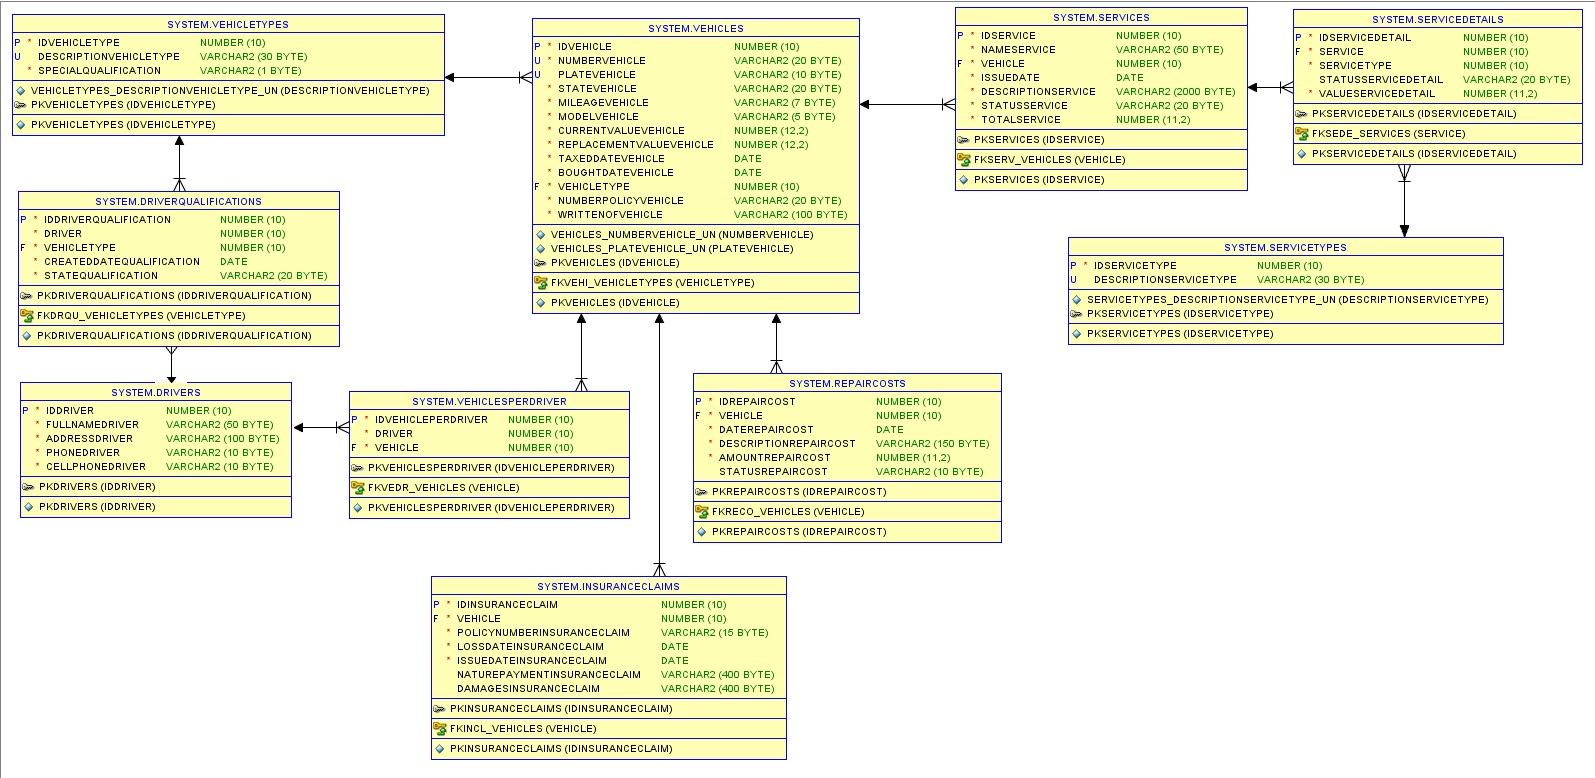 SYSTEM.VEHICLETYPES
P * IDVEHICLETYPE NUMBER (10)
U DESCRIPTIONVEHICLETYPE VARCHAR2 (30 BYTE)
* SPECIALQUALIFICATION VARCHAR2 (1 BYTE)
VEHICLETYPES_DESCRIPTIONVEHICLETYPE_UN (DESCRIPTIONVEHICLETYPE)
PKVEHICLETYPES (IDVEHICLETYPE)
PKVEHICLETYPES (IDVEHICLETYPE)
SYSTEM.VEHICLES
P * IDVEHICLE NUMBER (10)
U * NUMBERVEHICLE VARCHAR2 (20 BYTE)
U * PLATEVEHICLE VARCHAR2 (10 BYTE)
* STATEVEHICLE VARCHAR2 (20 BYTE)
* MILEAGEVEHICLE VARCHAR2 (7 BYTE)
* MODELVEHICLE VARCHAR2 (5 BYTE)
* CURRENTVALUEVEHICLE NUMBER (12,2)
* REPLACEMENTVALUEVEHICLE NUMBER (12,2)
* TAXEDDATEVEHICLE DATE
* BOUGHTDATEVEHICLE DATE
F * VEHICLETYPE NUMBER (10)
* NUMBERPOLICYVEHICLE VARCHAR2 (20 BYTE)
* WRITTENOFVEHICLE VARCHAR2 (100 BYTE)
VEHICLES_NUMBERVEHICLE_UN (NUMBERVEHICLE)
VEHICLES_PLATEVEHICLE_UN (PLATEVEHICLE)
PKVEHICLES (IDVEHICLE)
FKVEHI_VEHICLETYPES (VEHICLETYPE)
PKVEHICLES (IDVEHICLE)
SYSTEM.SERVICES
P * IDSERVICE NUMBER (10)
* NAMESERVICE VARCHAR2 (50 BYTE)
F * VEHICLE NUMBER (10)
* ISSUEDATE DATE
* DESCRIPTIONSERVICE VARCHAR2 (2000 BYTE)
* STATUSSERVICE VARCHAR2 (20 BYTE)
* TOTALSERVICE NUMBER (11,2)
PKSERVICES (IDSERVICE)
FKSERV_VEHICLES (VEHICLE)
PKSERVICES (IDSERVICE)
SYSTEM.SERVICEDETAILS
P * IDSERVICEDETAIL NUMBER (10)
F * SERVICE NUMBER (10)
* SERVICETYPE NUMBER (10)
STATUSSERVICEDETAIL VARCHAR2 (20 BYTE)
* VALUESERVICEDETAIL NUMBER (11,2)
PKSERVICEDETAILS (IDSERVICEDETAIL)
FKSEDE_SERVICES (SERVICE)
PKSERVICEDETAILS (IDSERVICEDETAIL)
SYSTEM.DRIVERQUALIFICATIONS
P * IDDRIVERQUALIFICATION NUMBER (10)
* DRIVER NUMBER (10)
F * VEHICLETYPE NUMBER (10)
* CREATEDDATEQUALIFICATION DATE
* STATEQUALIFICATION VARCHAR2 (20 BYTE)
PKDRIVERQUALIFICATIONS (IDDRIVERQUALIFICATION)
FKDRQU_VEHICLETYPES (VEHICLETYPE)
PKDRIVERQUALIFICATIONS (IDDRIVERQUALIFICATION)
SYSTEM.SERVICETYPES
P * IDSERVICETYPE NUMBER (10)
U DESCRIPTIONSERVICETYPE VARCHAR2 (30 BYTE)
SERVICETYPES_DESCRIPTIONSERVICETYPE_UN (DESCRIPTIONSERVICETYPE)
PKSERVICETYPES (IDSERVICETYPE)
PKSERVICETYPES (IDSERVICETYPE)
SYSTEM.DRIVERS
P * IDDRIVER NUMBER (10)
* FULLNAMEDRIVER VARCHAR2 (50 BYTE)
* ADDRESSDRIVER VARCHAR2 (100 BYTE)
* PHONEDRIVER VARCHAR2 (10 BYTE)
* CELLPHONEDRIVER VARCHAR2 (10 BYTE)
PKDRIVERS (IDDRIVER)
PKDRIVERS (IDDRIVER)
SYSTEM.VEHICLESPERDRIVER
P * IDVEHICLEPERDRIVER NUMBER (10)
* DRIVER NUMBER (10)
F * VEHICLE NUMBER (10)
PKVEHICLESPERDRIVER (IDVEHICLEPERDRIVER)
FKVEDR_VEHICLES (VEHICLE)
PKVEHICLESPERDRIVER (IDVEHICLEPERDRIVER)
SYSTEM.REPAIRCOSTS
P * IDREPAIRCOST NUMBER (10)
F * VEHICLE NUMBER (10)
* DATEREPAIRCOST DATE
* DESCRIPTIONREPAIRCOST VARCHAR2 (150 BYTE)
* AMOUNTREPAIRCOST NUMBER (11,2)
STATUSREPAIRCOST VARCHAR2 (10 BYTE)
PKREPAIRCOSTS (IDREPAIRCOST)
FKRECO_VEHICLES (VEHICLE)
PKREPAIRCOSTS (IDREPAIRCOST)
SYSTEM.INSURANCECLAIMS
P * IDINSURANCECLAIM NUMBER (10)
F * VEHICLE NUMBER (10)
* POLICYNUMBERINSURANCECLAIM VARCHAR2 (15 BYTE)
* LOSSDATEINSURANCECLAIM DATE
* ISSUEDATEINSURANCECLAIM DATE
NATUREPAYMENTINSURANCECLAIM VARCHAR2 (400 BYTE)
DAMAGESINSURANCECLAIM VARCHAR2 (400 BYTE)
PKINSURANCECLAIMS (IDINSURANCECLAIM)
FKINCL_VEHICLES (VEHICLE)
PKINSURANCECLAIMS (IDINSURANCECLAIM)